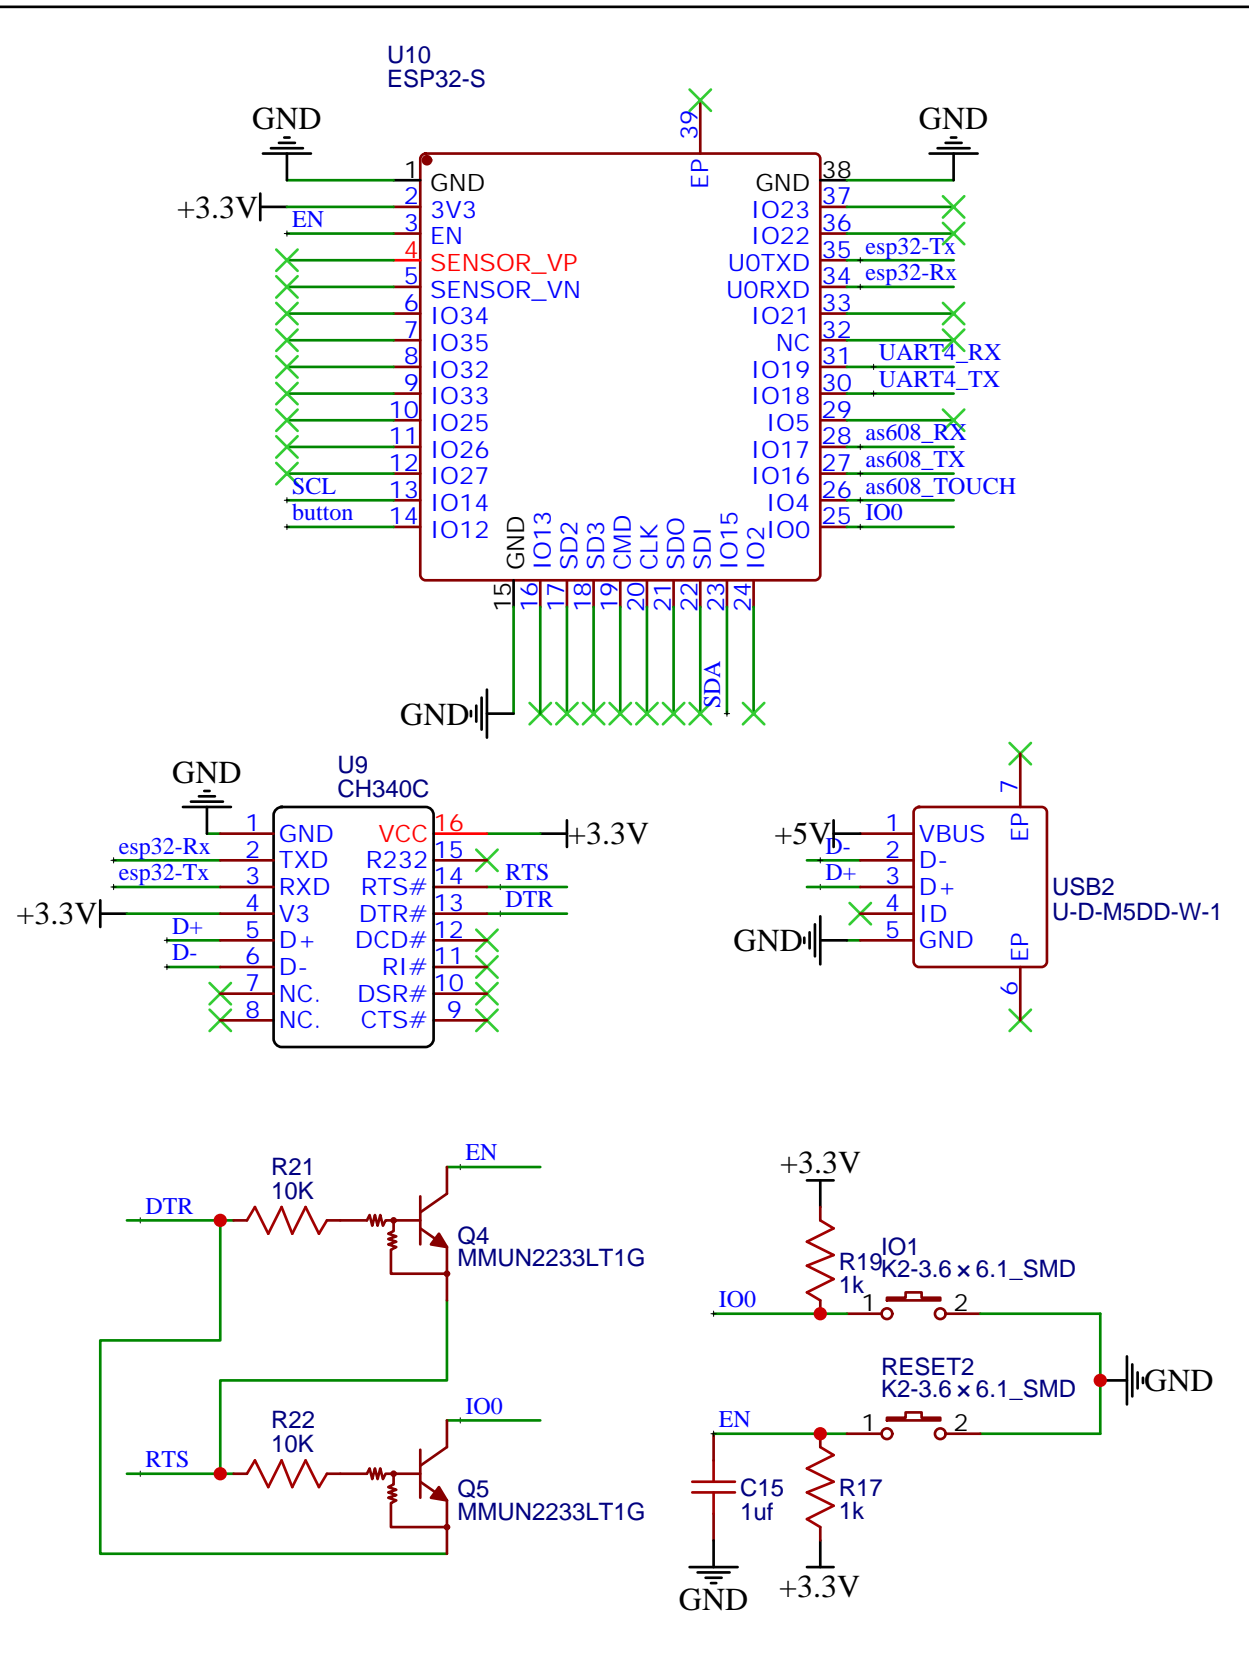 U10
ESP32-S
GND
GND
39
EP
1
GND
2
3V3
+3.3V
3
EN
EN
4
SENSOR_VP
5
SENSOR_VN
6
IO34
7
IO35
8
IO32
9
IO33
10
IO25
11
IO26
12
IO27
SCL
13
IO14
button
14
IO12
GND
38
IO23
37
IO22
36
U0TXD
35
esp32-Tx
U0RXD
34
esp32-Rx
IO21
33
NC
32
IO19
31
UART4_RX
IO18
30
UART4_TX
IO5
29
IO17
28
as608_RX
IO16
27
as608_TX
IO4
26
as608_TOUCH
IO0
25
IO0
GND
IO13
SD2
SD3
CMD
CLK
SDO
SDI
IO15
IO2
15
16
17
18
19
20
21
22
23
24
SDA
GND
U9
CH340C
GND
1
GND
esp32-Rx
2
TXD
esp32-Tx
3
RXD
+3.3V
4
V3
D+
5
D+
D-
6
D-
7
NC.
8
NC.
VCC
16
+3.3V
R232
15
RTS#
14
RTS
DTR#
13
DTR
DCD#
12
RI#
11
DSR#
10
CTS#
9
7
EP
+5V
1
VBUS
D-
2
D-
D+
3
D+
4
ID
GND
5
GND
EP
6
USB2
U-D-M5DD-W-1
EN
R21
10K
DTR
Q4
MMUN2233LT1G
IO0
R22
10K
RTS
Q5
MMUN2233LT1G
+3.3V
R19
1k
IO1
K2-3.6×6.1_SMD
IO0
1
2
RESET2
K2-3.6×6.1_SMD
GND
EN
1
2
C15
1uf
R17
1k
GND
+3.3V